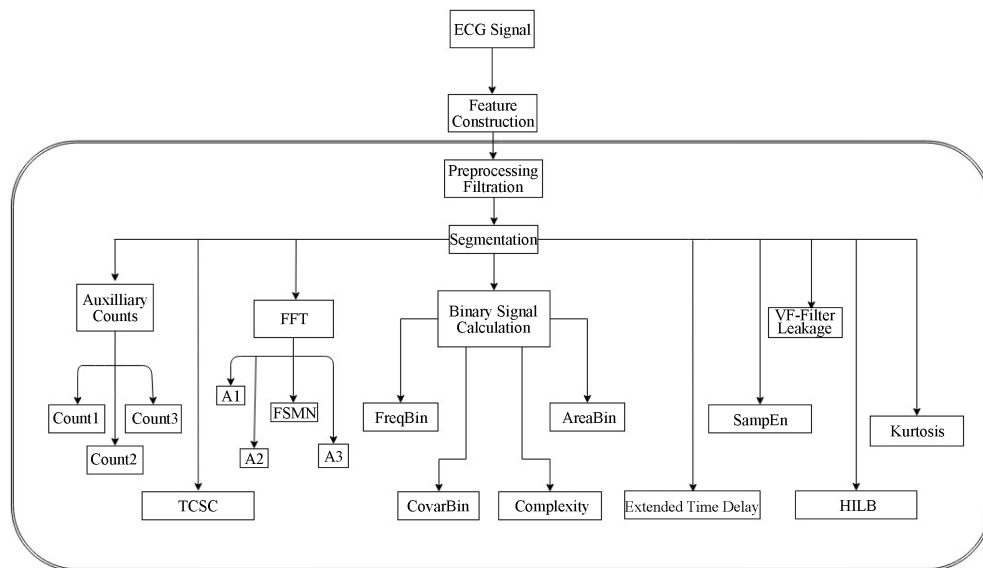 ECG Signal
Feature
Construction
Preprocessing
Filtration
Segmentation
Auxilliary
Counts
FFT
Binary Signal
Calculation
VF-Filter
Leakage
A1
FSMN
Count1
Count3
FreqBin
AreaBin
SampEn
Kurtosis
Count2
A2
A3
TCSC
CovarBin
Complexity
Extended Time Delay
HILB